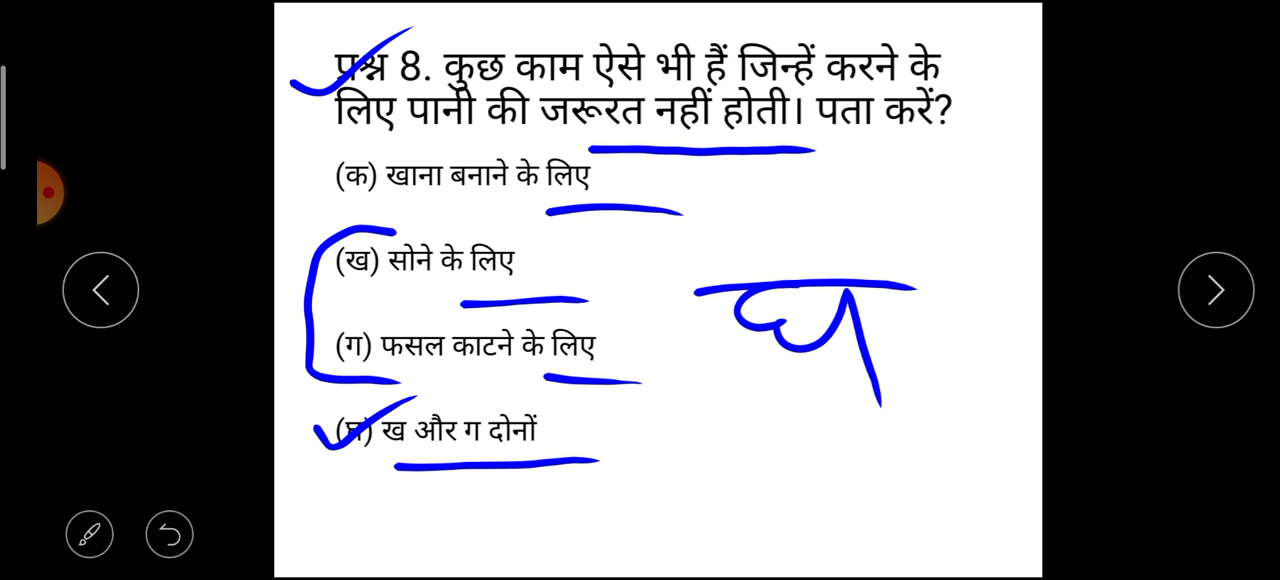 प्रश्न 8. कुछ काम ऐसे भी हैं जिन्हें करने के
लिए पानी की जरूरत नहीं होती। पता करें?
(क) खाना बनाने के लिए
(ख) सोने के लिए
(ग) फसल काटने के लिए
(घ) ख और ग दोनों
घ